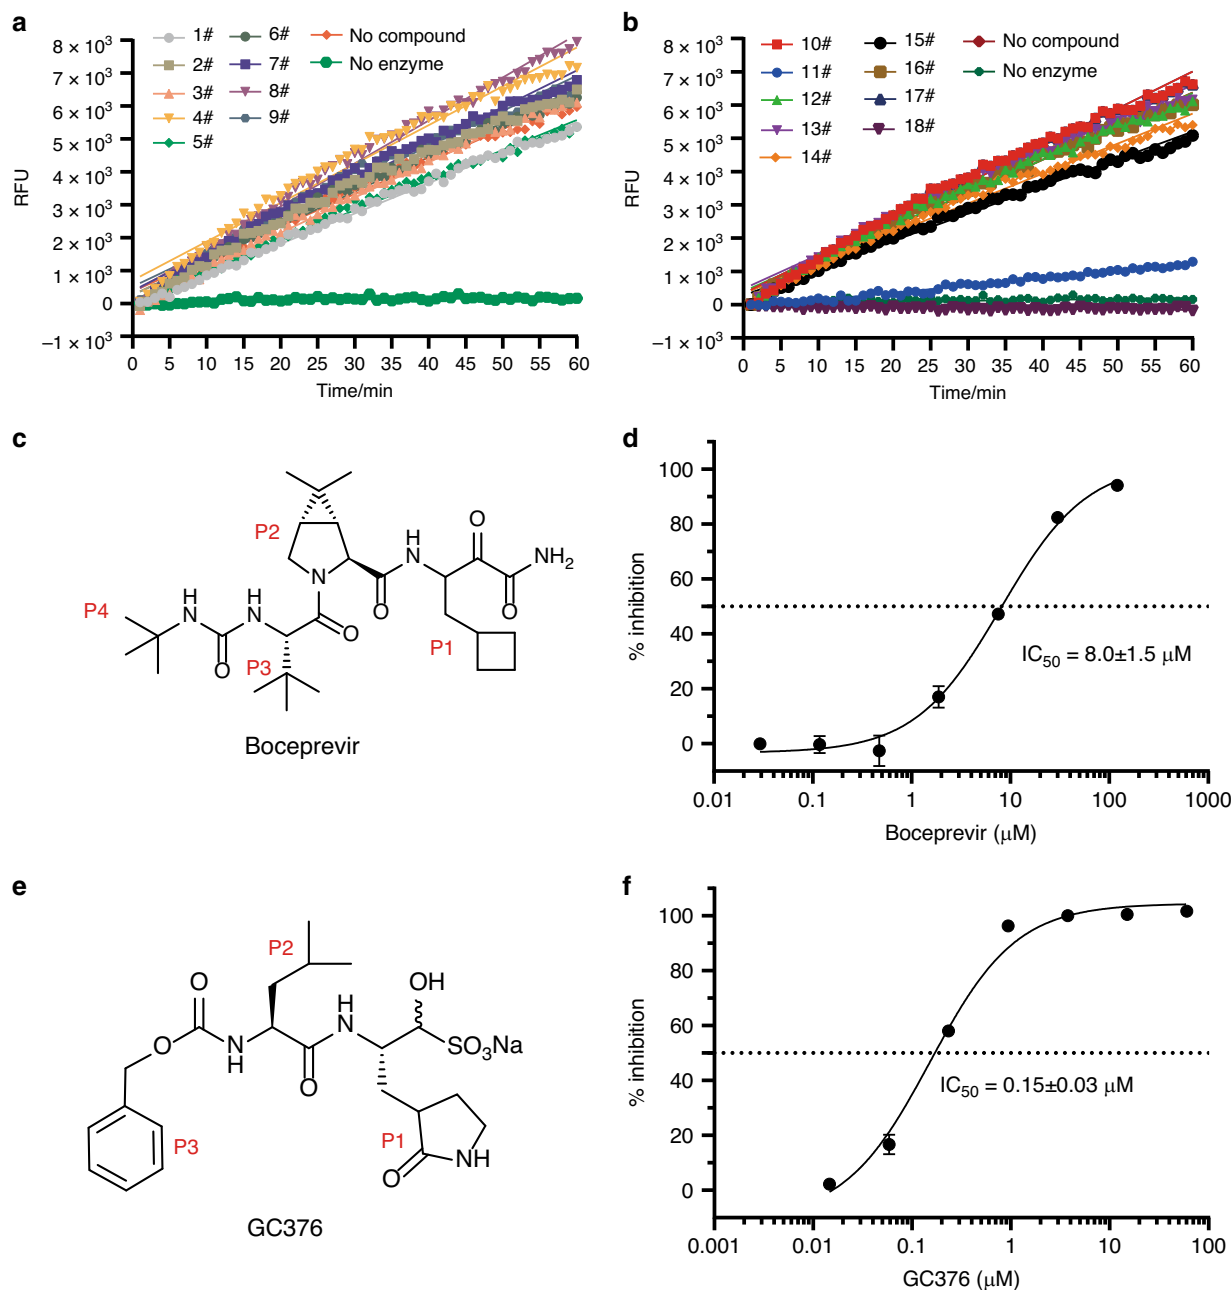 a
1# 6# No compound
2# 7# No enzyme
3# 8#
4# 9#
5#
8 × 10³
7 × 10³
6 × 10³
5 × 10³
4 × 10³
3 × 10³
2 × 10³
1 × 10³
0
−1 × 10³
RFU
0 5 10 15 20 25 30 35 40 45 50 55 60
Time/min
b
10# 15# No compound
11# 16# No enzyme
12# 17#
13# 18#
14#
8 × 10³
7 × 10³
6 × 10³
5 × 10³
4 × 10³
3 × 10³
2 × 10³
1 × 10³
0
−1 × 10³
RFU
0 5 10 15 20 25 30 35 40 45 50 55 60
Time/min
c
P2
H
N
O
NH₂
N
O
O
P4
H
N
H
N
O
O
P3
P1
Boceprevir
d
100
80
60
40
20
0
% inhibition
IC₅₀ = 8.0±1.5 μM
0.01 0.1 1 10 100 1000
Boceprevir (μM)
e
P2
O
OH
H
N
O
N
H
SO₃Na
O
P3
P1
O
NH
GC376
f
100
80
60
40
20
0
% inhibition
IC₅₀ = 0.15±0.03 μM
0.001 0.01 0.1 1 10 100
GC376 (μM)